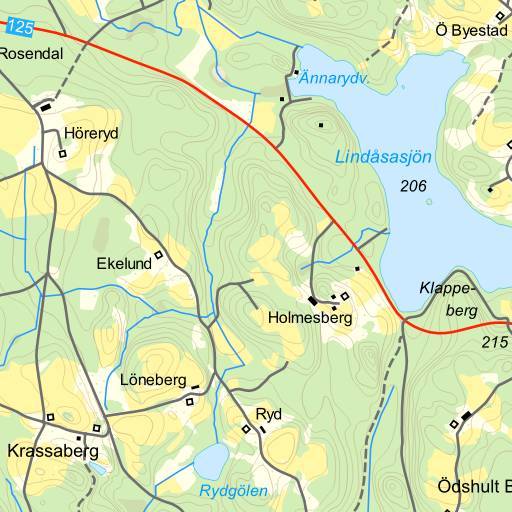 125
Ö Byestad
Rosendal
Ännarydv.
Höreryd
Lindåsasjön
206
Ekelund
Klappe-
berg
Holmesberg
215
Löneberg
Ryd
Krassaberg
Rydgölen
Ödshult B